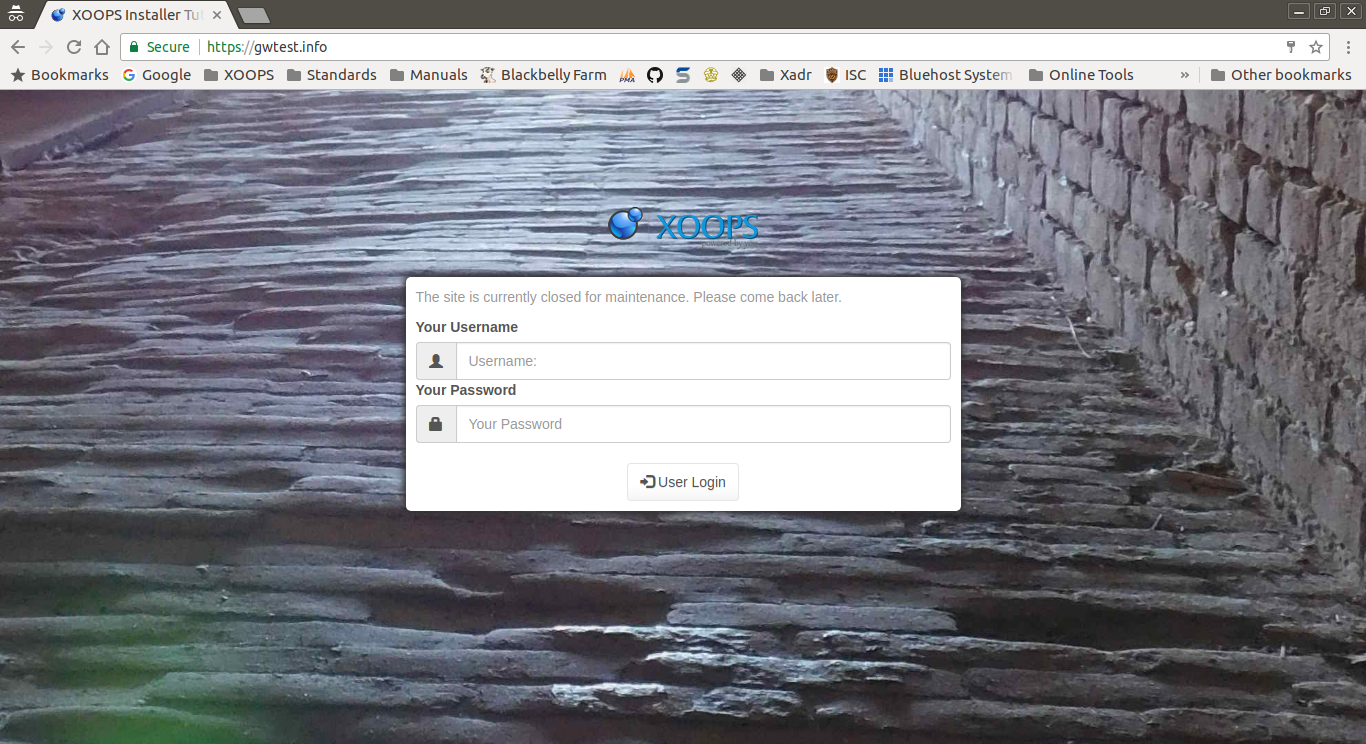 XOOPS Installer Tu
Secure https://gwtest.info
Bookmarks Google XOOPS Standards Manuals Blackbelly Farm PMA Xadr ISC Bluehost System Online Tools » Other bookmarks
XOOPS
The site is currently closed for maintenance. Please come back later.
Your Username
Username:
Your Password
Your Password
User Login